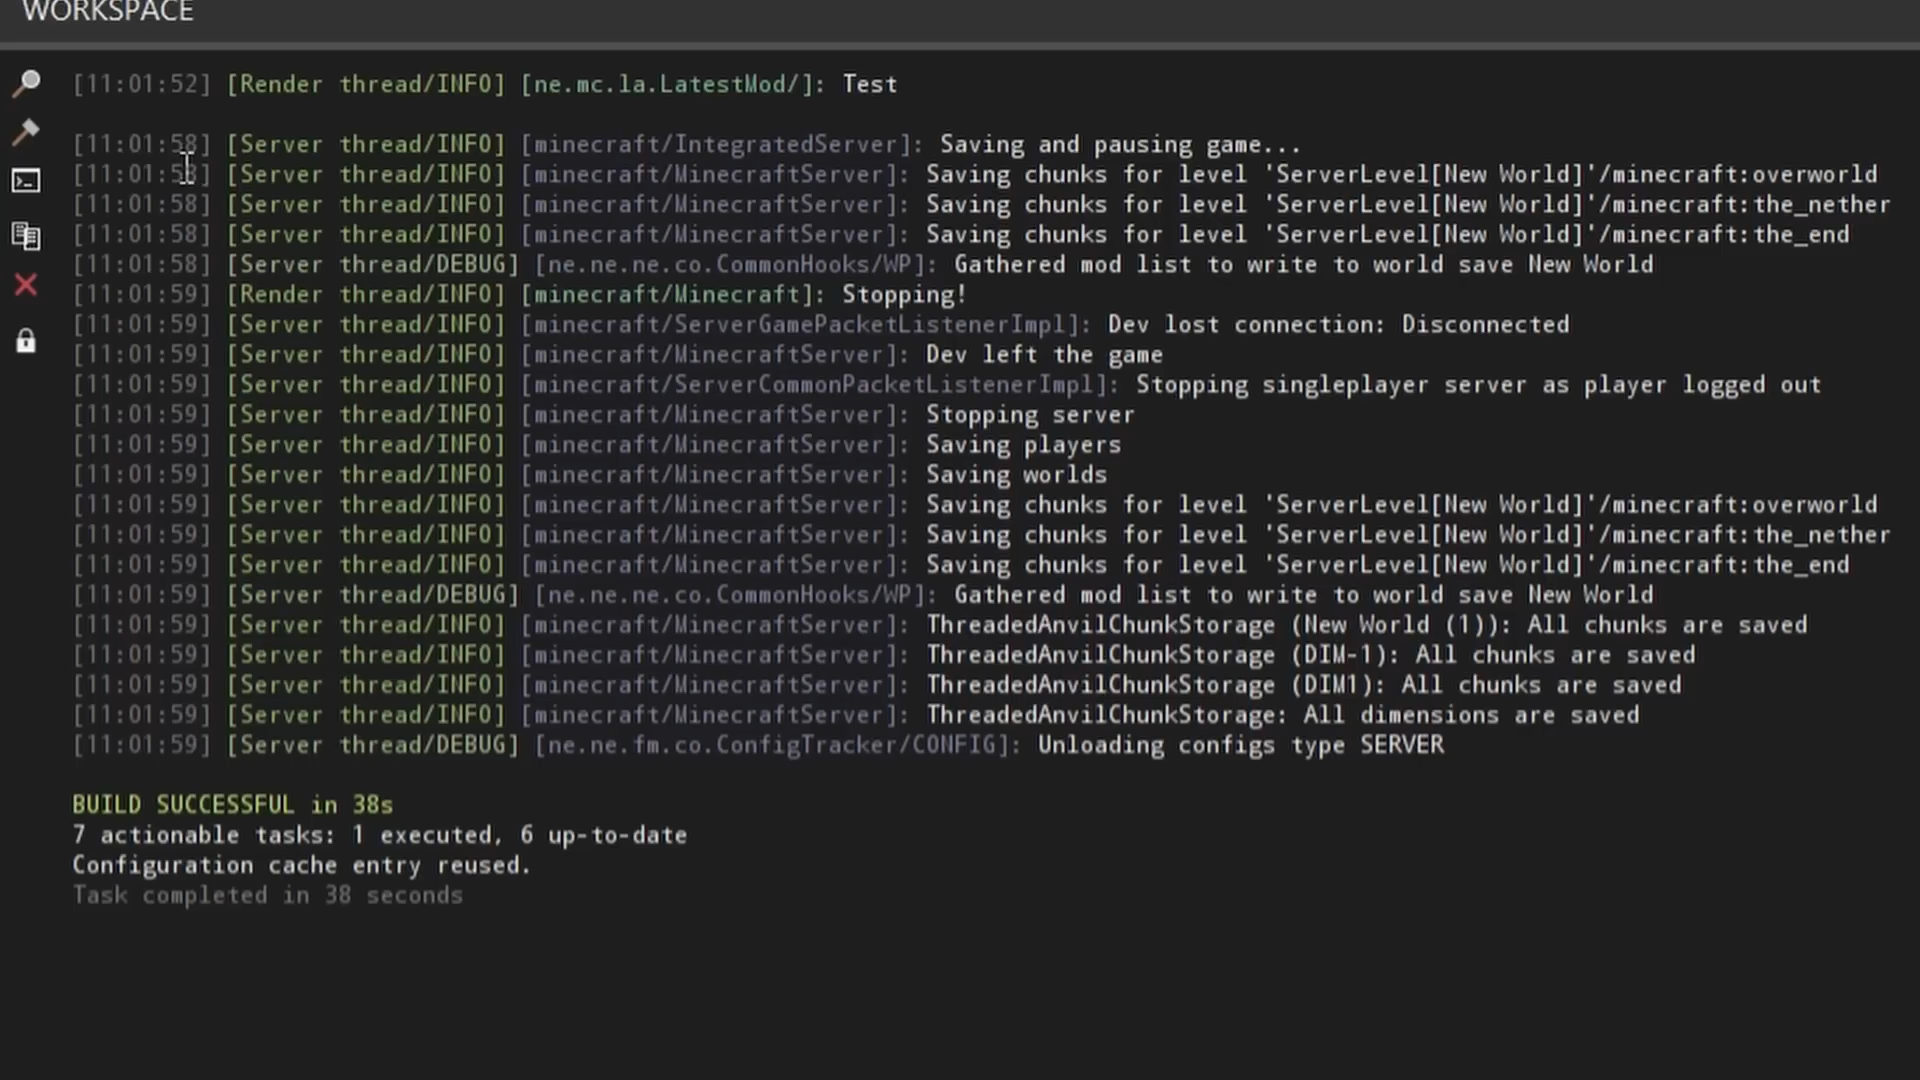 WORKSPACE
[11:01:52] [Render thread/INFO] [ne.mc.la.LatestMod/]: Test
[11:01:58] [Server thread/INFO] [minecraft/IntegratedServer]: Saving and pausing game...
[11:01:58] [Server thread/INFO] [minecraft/MinecraftServer]: Saving chunks for level 'ServerLevel[New World]'/minecraft:overworld
[11:01:58] [Server thread/INFO] [minecraft/MinecraftServer]: Saving chunks for level 'ServerLevel[New World]'/minecraft:the_nether
[11:01:58] [Server thread/INFO] [minecraft/MinecraftServer]: Saving chunks for level 'ServerLevel[New World]'/minecraft:the_end
[11:01:58] [Server thread/DEBUG] [ne.ne.ne.co.CommonHooks/WP]: Gathered mod list to write to world save New World
[11:01:59] [Render thread/INFO] [minecraft/Minecraft]: Stopping!
[11:01:59] [Server thread/INFO] [minecraft/ServerGamePacketListenerImpl]: Dev lost connection: Disconnected
[11:01:59] [Server thread/INFO] [minecraft/MinecraftServer]: Dev left the game
[11:01:59] [Server thread/INFO] [minecraft/ServerCommonPacketListenerImpl]: Stopping singleplayer server as player logged out
[11:01:59] [Server thread/INFO] [minecraft/MinecraftServer]: Stopping server
[11:01:59] [Server thread/INFO] [minecraft/MinecraftServer]: Saving players
[11:01:59] [Server thread/INFO] [minecraft/MinecraftServer]: Saving worlds
[11:01:59] [Server thread/INFO] [minecraft/MinecraftServer]: Saving chunks for level 'ServerLevel[New World]'/minecraft:overworld
[11:01:59] [Server thread/INFO] [minecraft/MinecraftServer]: Saving chunks for level 'ServerLevel[New World]'/minecraft:the_nether
[11:01:59] [Server thread/INFO] [minecraft/MinecraftServer]: Saving chunks for level 'ServerLevel[New World]'/minecraft:the_end
[11:01:59] [Server thread/DEBUG] [ne.ne.ne.co.CommonHooks/WP]: Gathered mod list to write to world save New World
[11:01:59] [Server thread/INFO] [minecraft/MinecraftServer]: ThreadedAnvilChunkStorage (New World (1)): All chunks are saved
[11:01:59] [Server thread/INFO] [minecraft/MinecraftServer]: ThreadedAnvilChunkStorage (DIM-1): All chunks are saved
[11:01:59] [Server thread/INFO] [minecraft/MinecraftServer]: ThreadedAnvilChunkStorage (DIM1): All chunks are saved
[11:01:59] [Server thread/INFO] [minecraft/MinecraftServer]: ThreadedAnvilChunkStorage: All dimensions are saved
[11:01:59] [Server thread/DEBUG] [ne.ne.fm.co.ConfigTracker/CONFIG]: Unloading configs type SERVER
BUILD SUCCESSFUL in 38s
7 actionable tasks: 1 executed, 6 up-to-date
Configuration cache entry reused.
Task completed in 38 seconds